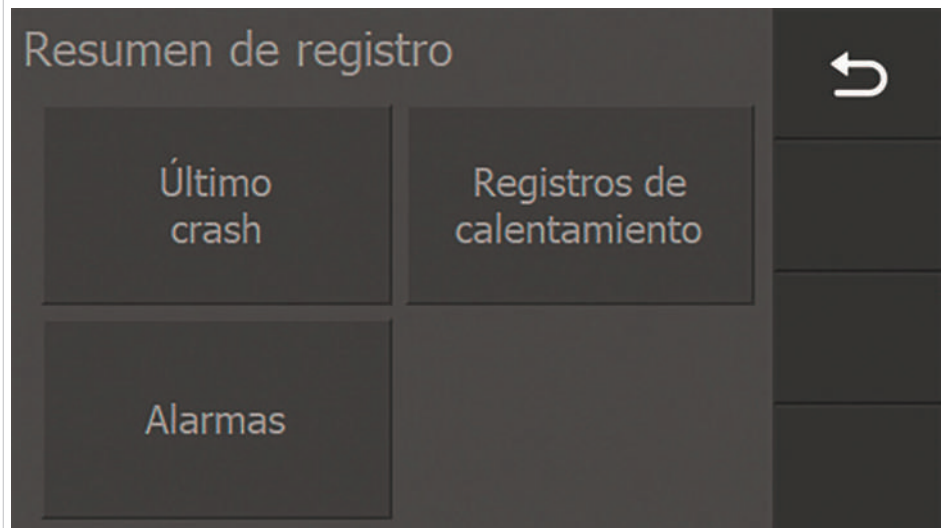 Resumen de registro
Último
crash
Registros de
calentamiento
Alarmas